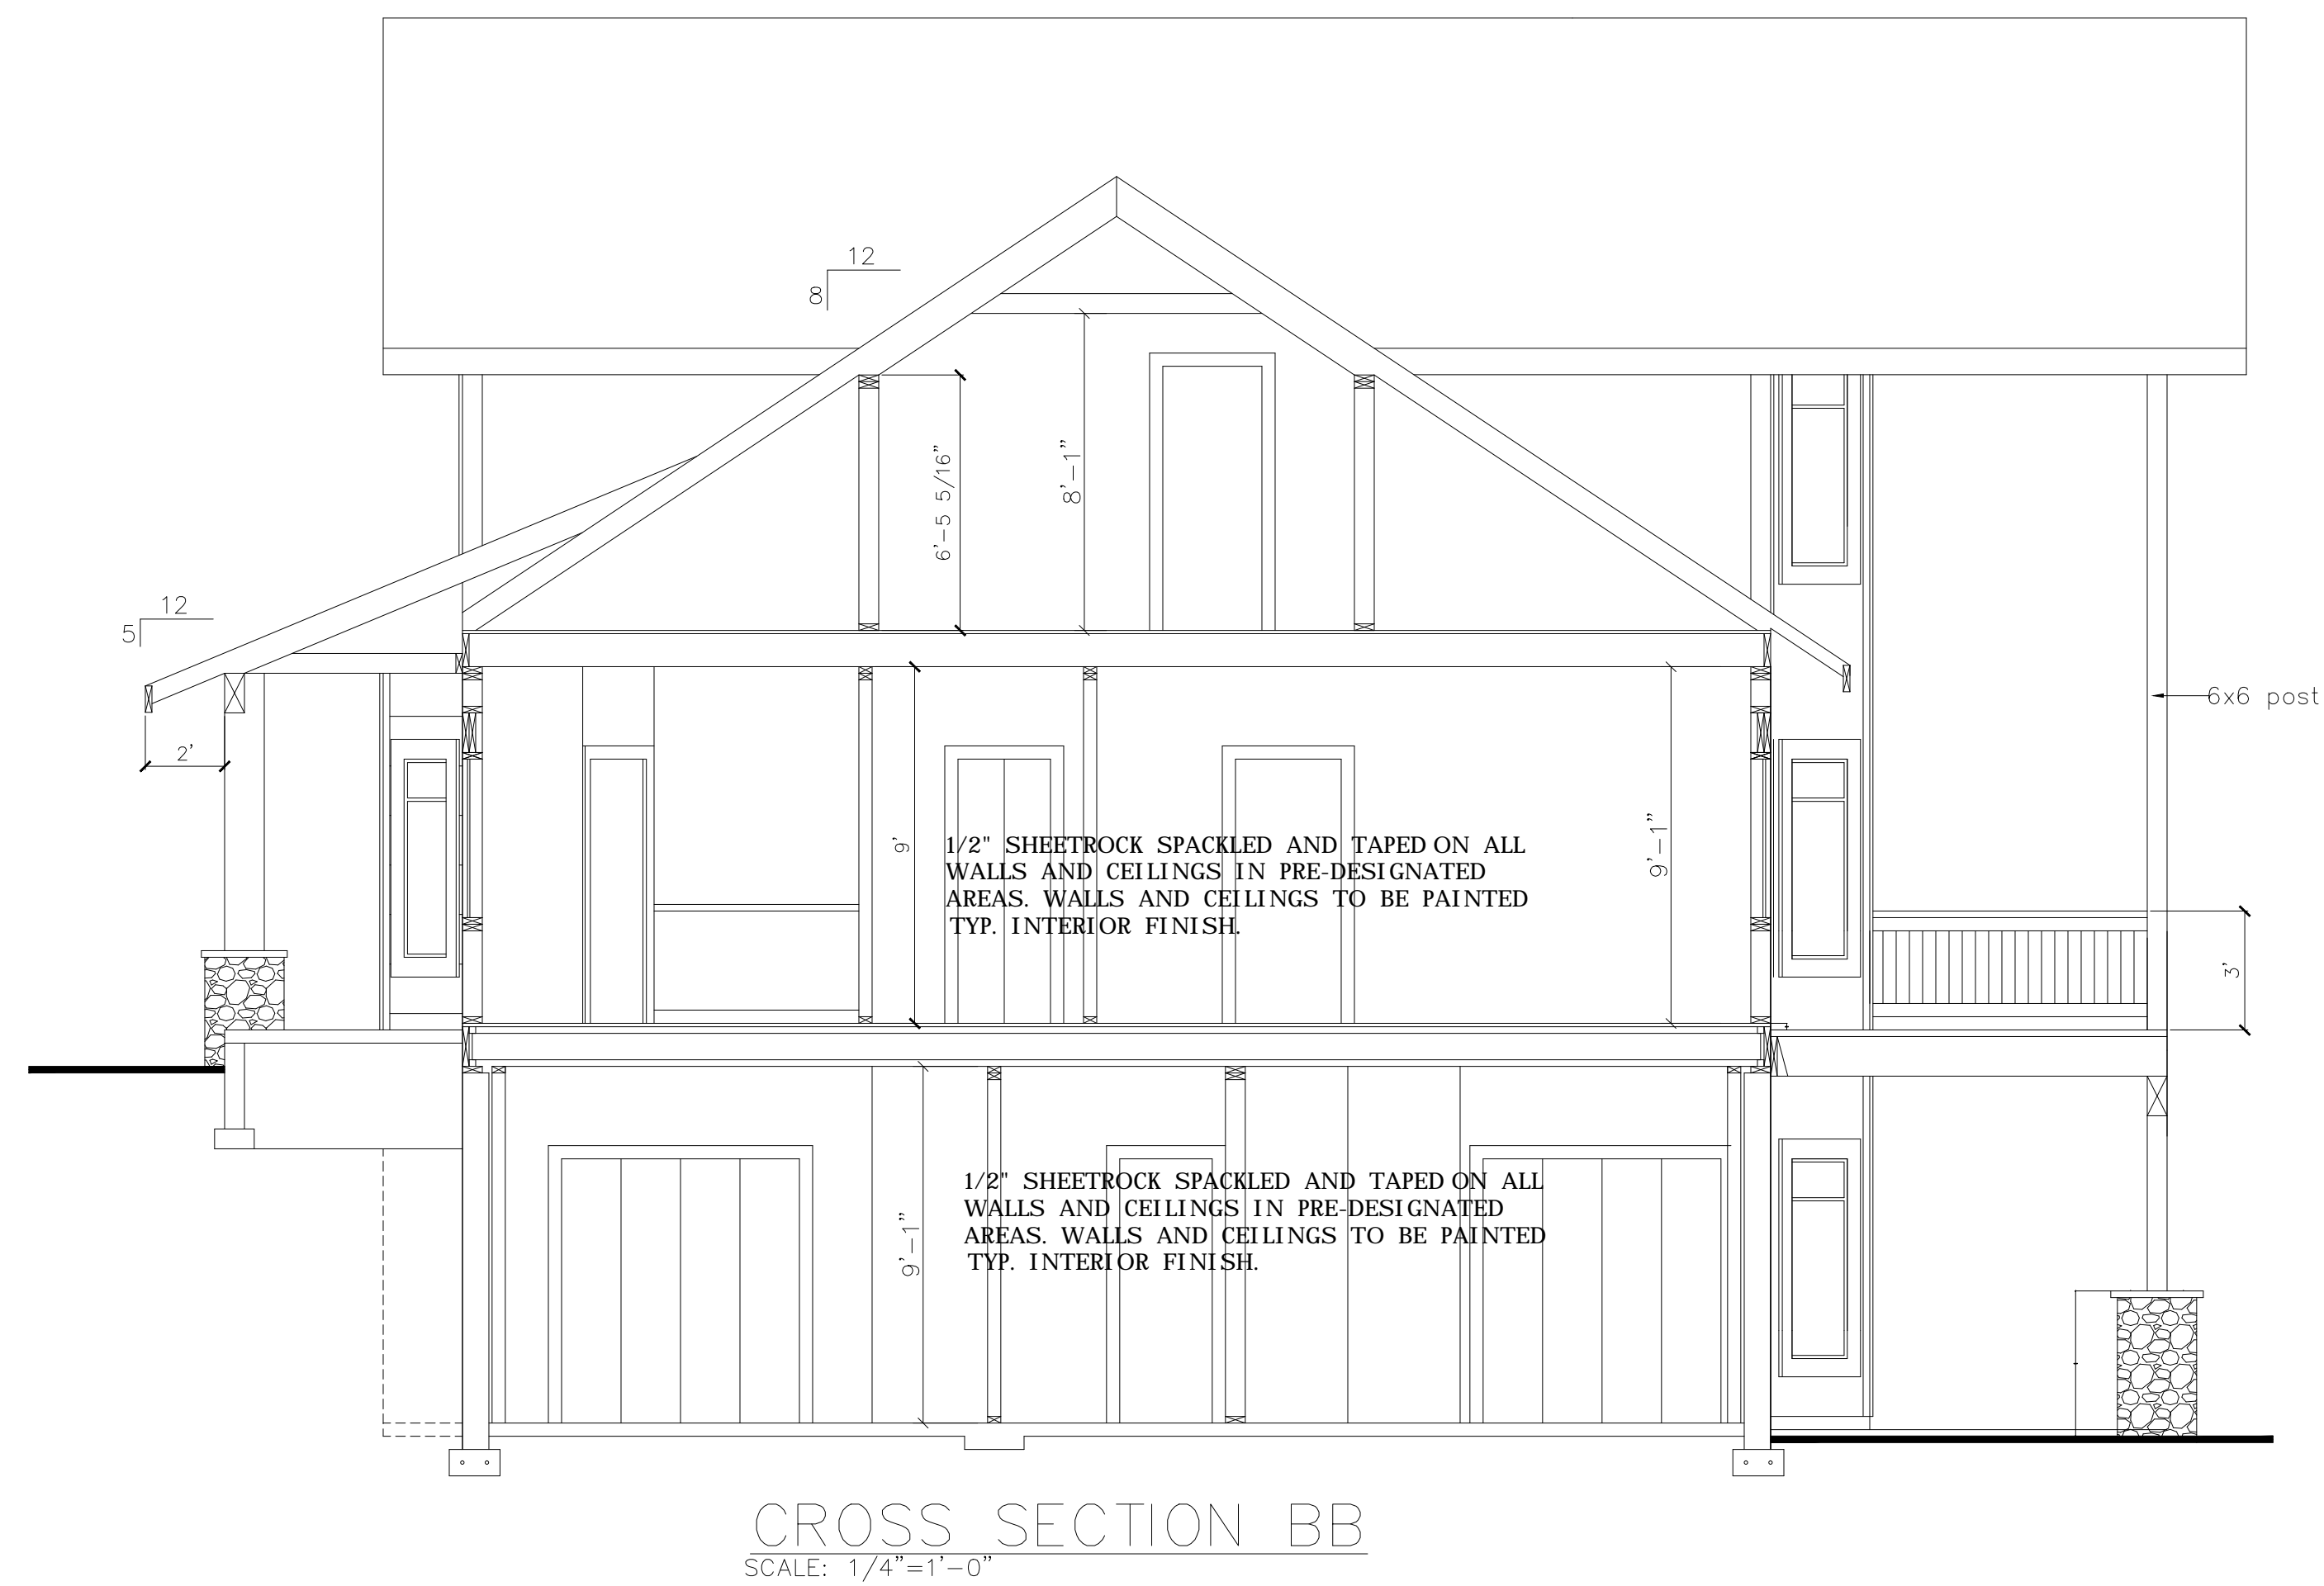 12
8
6'-5 5/16"
8'-1"
12
5
6x6 post
2'
9'
1/2" SHEETROCK SPACKLED AND TAPED ON ALL
WALLS AND CEILINGS IN PRE-DESIGNATED
AREAS. WALLS AND CEILINGS TO BE PAINTED
TYP. INTERIOR FINISH.
9'-1"
3'
9'-1"
1/2" SHEETROCK SPACKLED AND TAPED ON ALL
WALLS AND CEILINGS IN PRE-DESIGNATED
AREAS. WALLS AND CEILINGS TO BE PAINTED
TYP. INTERIOR FINISH.
CROSS SECTION BB
SCALE: 1/4"=1'-0"